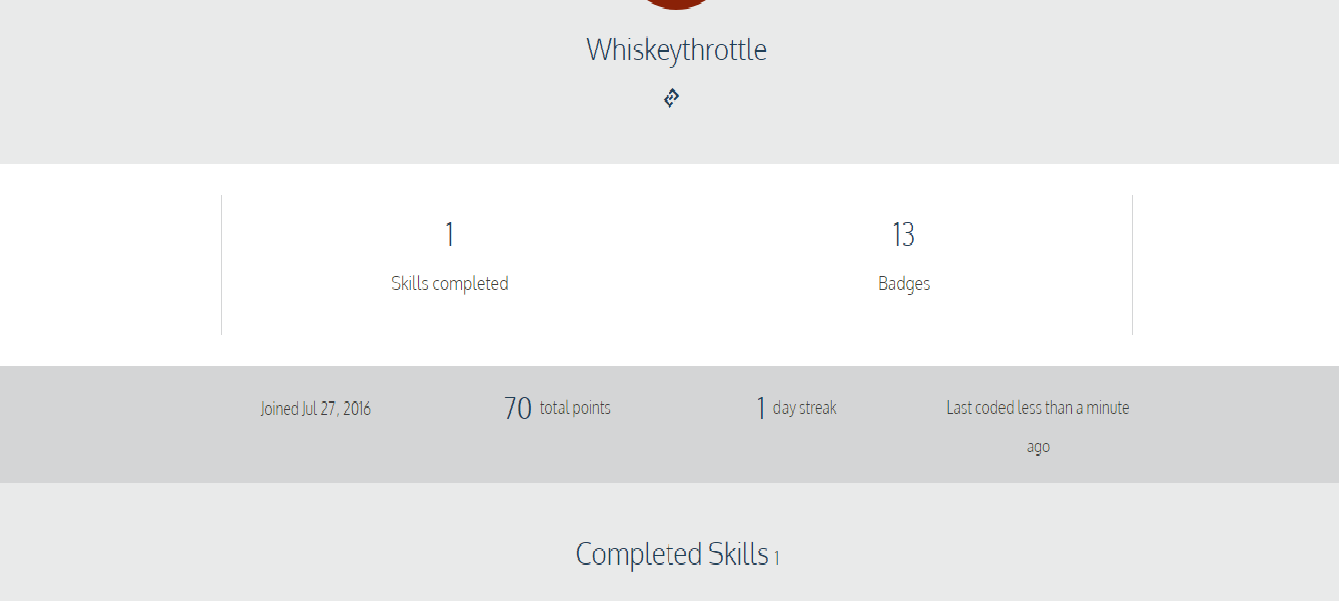 Whiskeythrottle
1
Skills completed
13
Badges
Joined Jul 27, 2016
70 total points
1 day streak
Last coded less than a minute
ago
Completed Skills 1